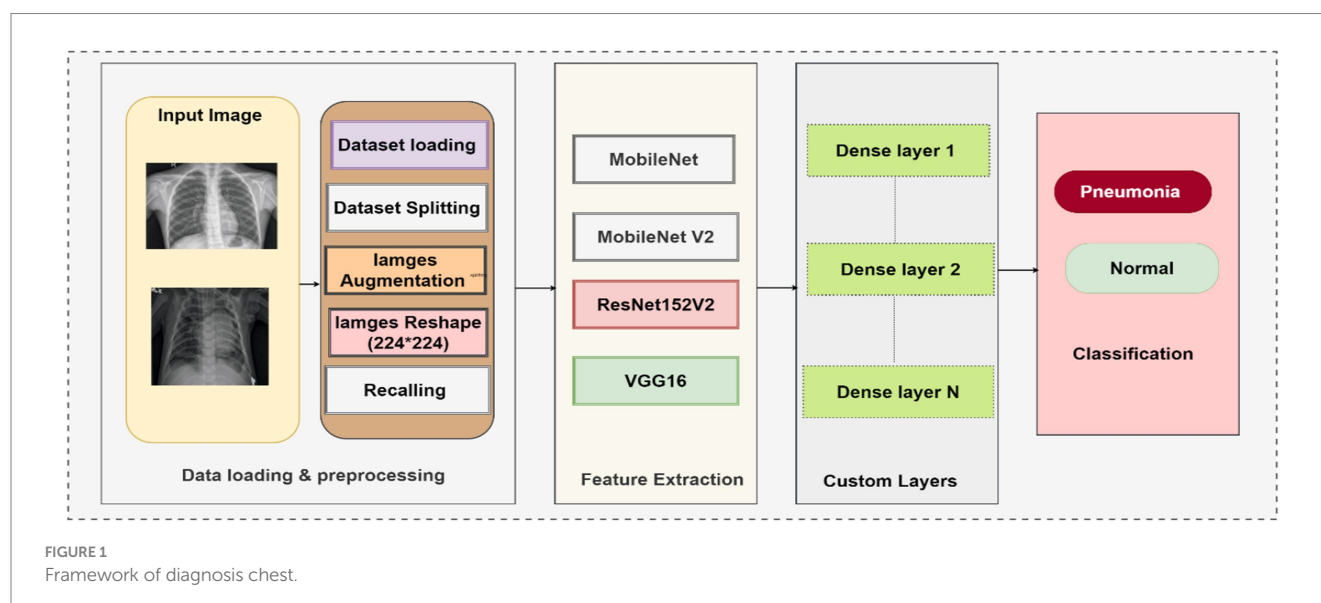 Input Image
Dataset loading
Dataset Splitting
Iamges
Augmentation
Iamges Reshape
(224*224)
Recalling
Data loading & preprocessing
MobileNet
MobileNet V2
ResNet152V2
VGG16
Feature Extraction
Dense layer 1
Dense layer 2
Dense layer N
Custom Layers
Pneumonia
Normal
Classification
FIGURE 1
Framework of diagnosis chest.